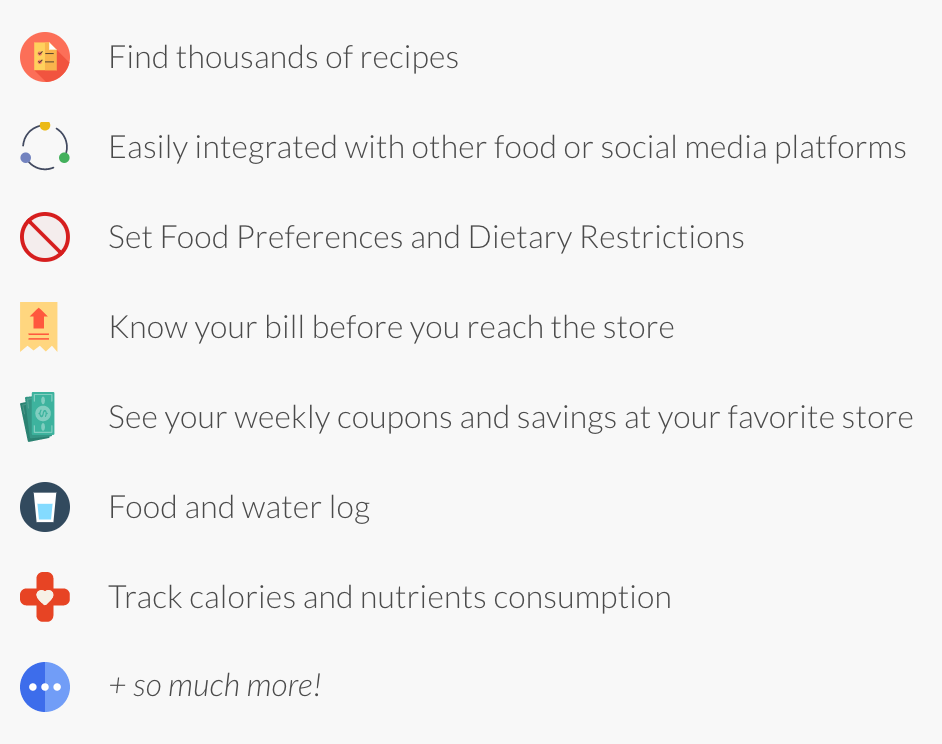 Find thousands of recipes
Easily integrated with other food or social media platforms
Set Food Preferences and Dietary Restrictions
Know your bill before you reach the store
See your weekly coupons and savings at your favorite store
Food and water log
Track calories and nutrients consumption
+ so much more!